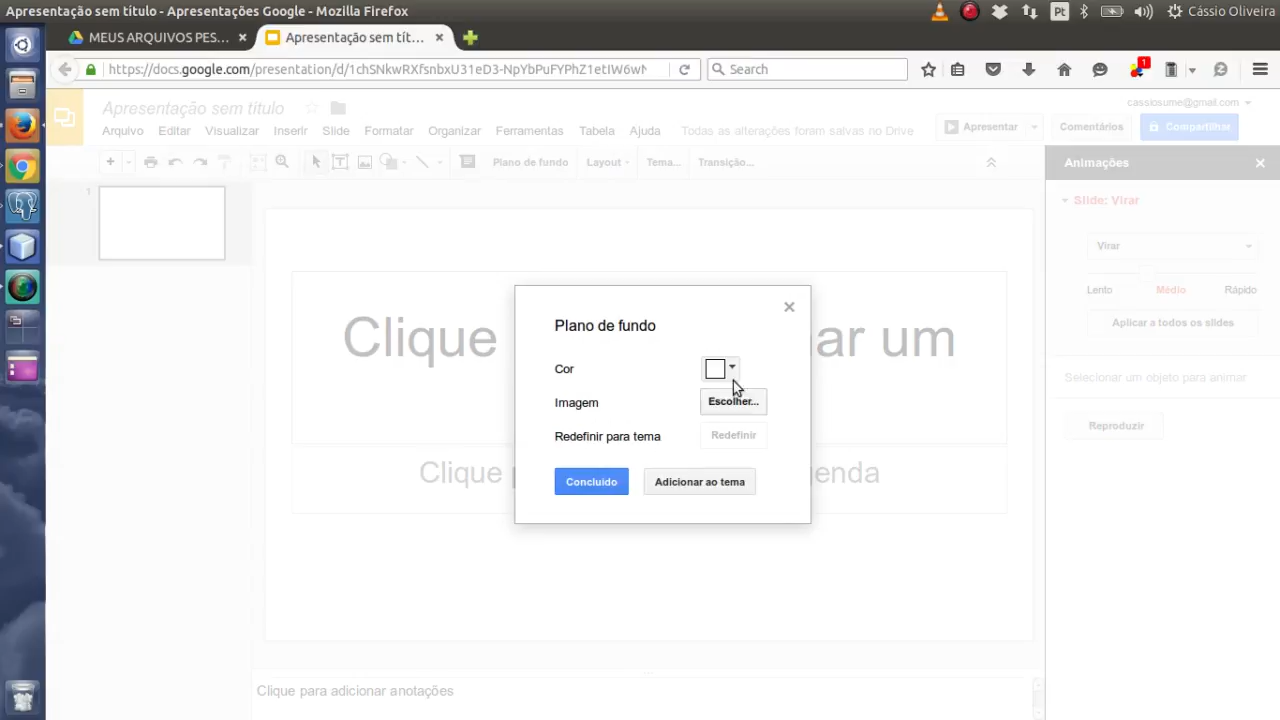 Apresentação sem título - Apresentações Google - Mozilla Firefox
Pt
Cássio Oliveira
MEUS ARQUIVOS PES... ×
Apresentação sem tít... ×
https://docs.google.com/presentation/d/1chSNkwRXfsnbxU31eD3-NpYbPuFYPhZ1etIW6wN
Search
1
Apresentação sem título
cassiosume@gmail.com
Arquivo Editar Visualizar Inserir Slide Formatar Organizar Ferramentas Tabela Ajuda Todas as alterações foram salvas no Drive
Apresentar
Comentários
Compartilhar
Plano de fundo Layout Tema... Transição...
Animações
1
Slide: Virar
Virar
Lento Médio Rápido
Aplicar a todos os slides
Selecionar um objeto para animar
Reproduzir
Clique
ar um
Clique
enda
Plano de fundo
Cor
Imagem Escolher...
Redefinir para tema Redefinir
Concluído Adicionar ao tema
Clique para adicionar anotações